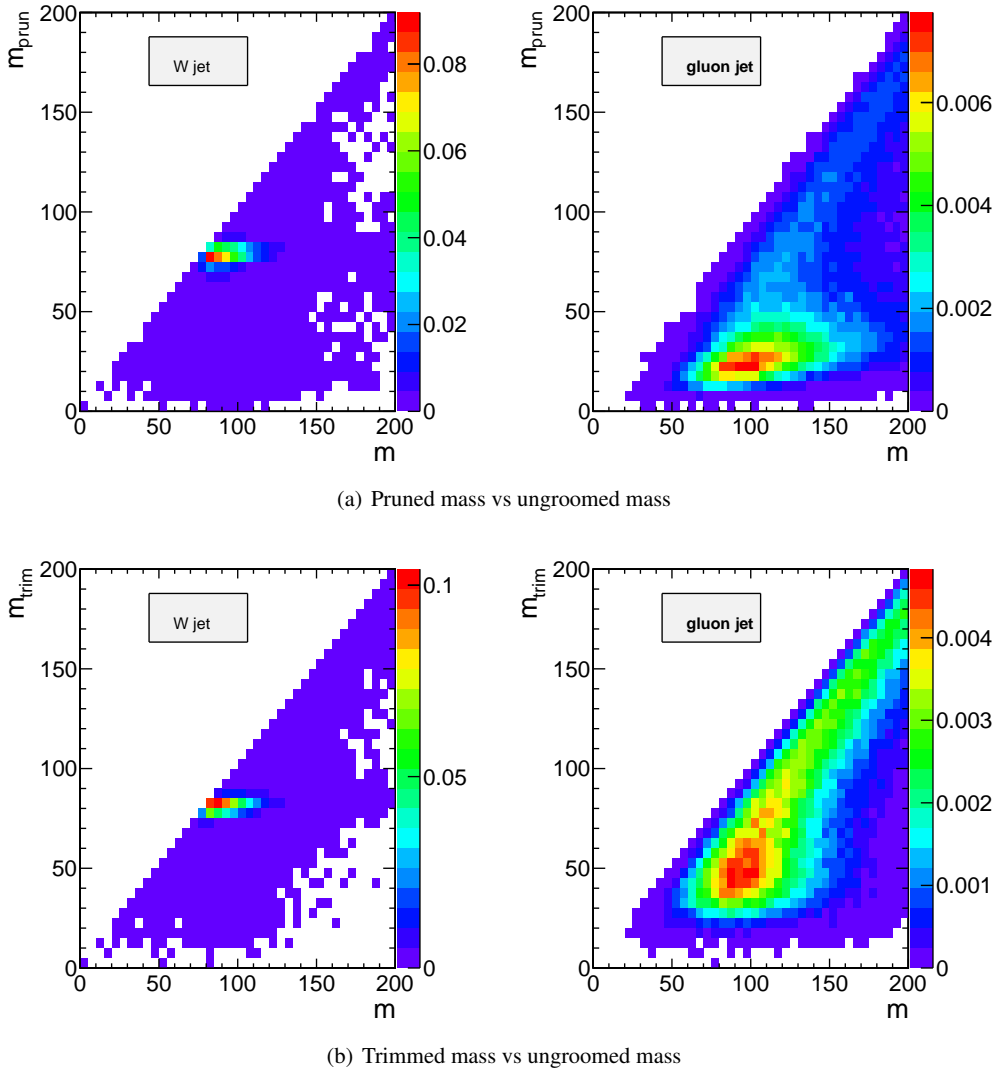 m_prun
200
150
100
50
0
W jet
0 50 100 150 200
m
0.08
0.06
0.04
0.02
0
m_prun
200
150
100
50
0
gluon jet
0 50 100 150 200
m
0.006
0.004
0.002
0
(a) Pruned mass vs ungroomed mass
m_trim
200
150
100
50
0
W jet
0 50 100 150 200
m
0.1
0.05
0
m_trim
200
150
100
50
0
gluon jet
0 50 100 150 200
m
0.004
0.003
0.002
0.001
0
(b) Trimmed mass vs ungroomed mass